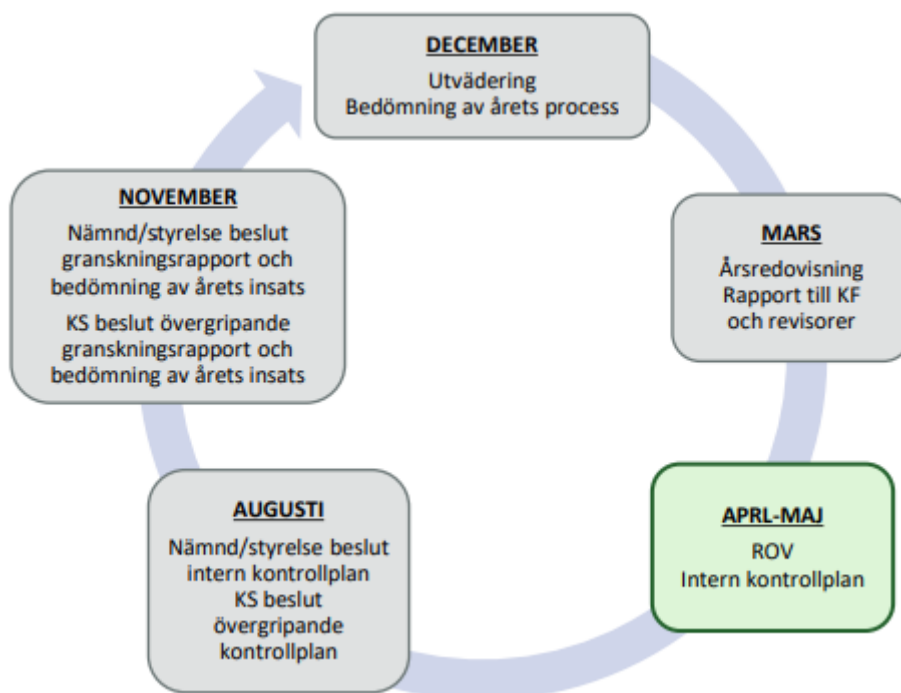 DECEMBER
Utvädering
Bedömning av årets process
MARS
Årsredovisning
Rapport till KF
och revisorer
APRL-MAJ
ROV
Intern kontrollplan
AUGUSTI
Nämnd/styrelse beslut
intern kontrollplan
KS beslut
övergripande
kontrollplan
NOVEMBER
Nämnd/styrelse beslut
granskningsrapport och
bedömning av årets insats
KS beslut övergripande
granskningsrapport och
bedömning av årets insats